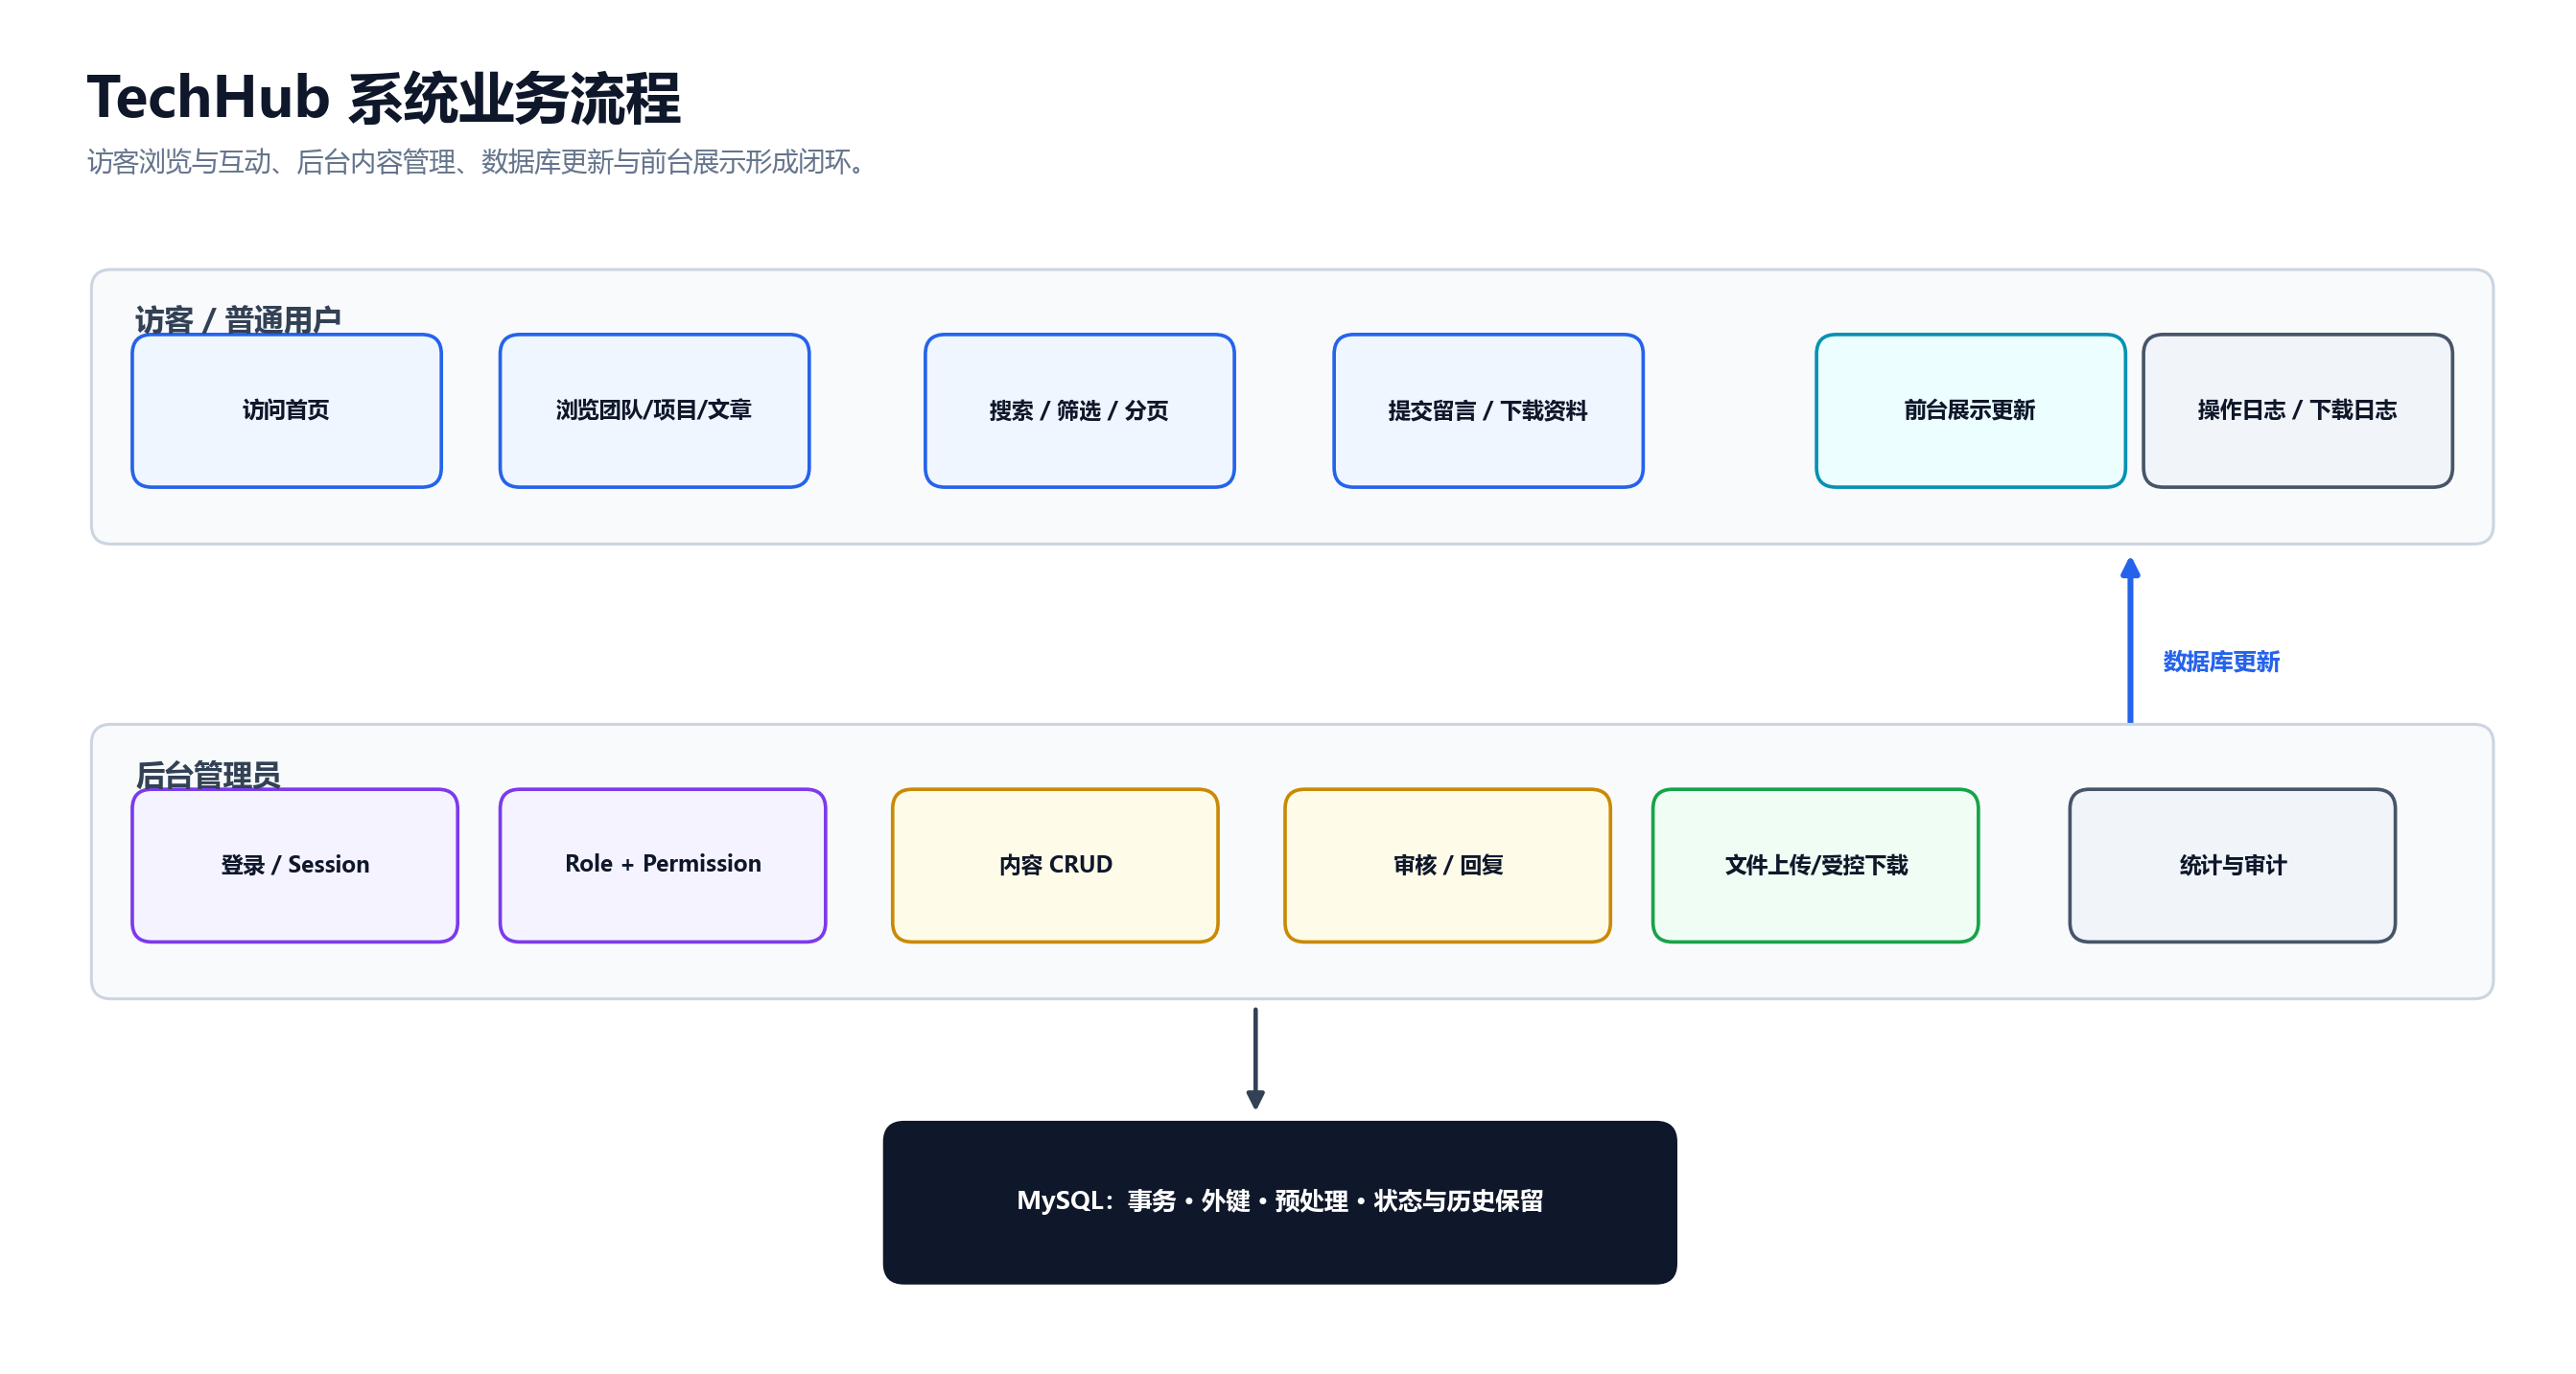 TechHub 系统业务流程
访客浏览与互动、后台内容管理、数据库更新与前台展示形成闭环。
访客 / 普通用户
访问首页
浏览团队/项目/文章
搜索 / 筛选 / 分页
提交留言 / 下载资料
前台展示更新
操作日志 / 下载日志
数据库更新
后台管理员
登录 / Session
Role + Permission
内容 CRUD
审核 / 回复
文件上传/受控下载
统计与审计
MySQL：事务 • 外键 • 预处理 • 状态与历史保留